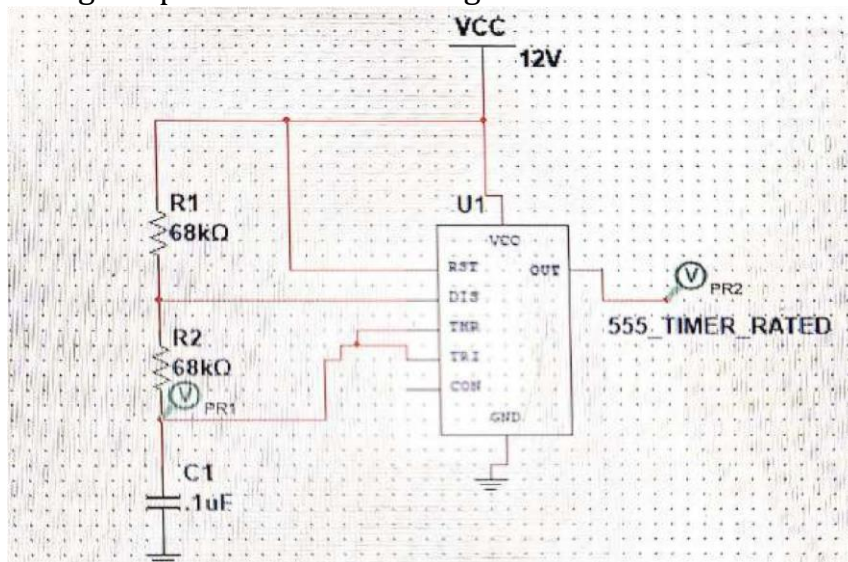 VCC
12V
R1
68kΩ
U1
VCC
RST
OUT
DIS
V
PR2
THR
555_TIMER_RATED
R2
68kΩ
TRI
V
PR1
CON
GND
C1
.1uF